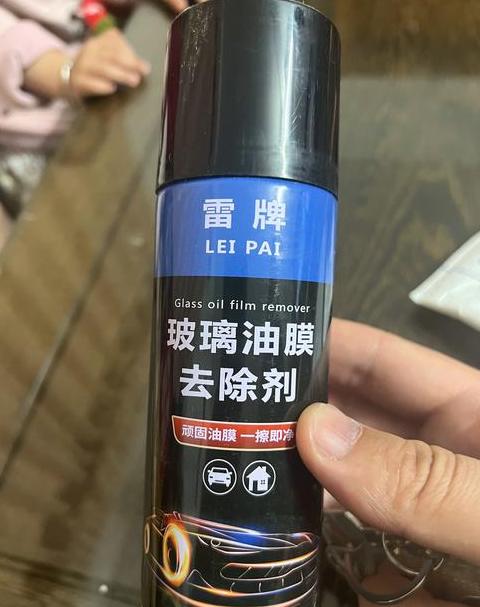 雷牌
LEI PAI
Glass oil film remover
玻璃油膜
去除剂
顽固油膜 一擦即净